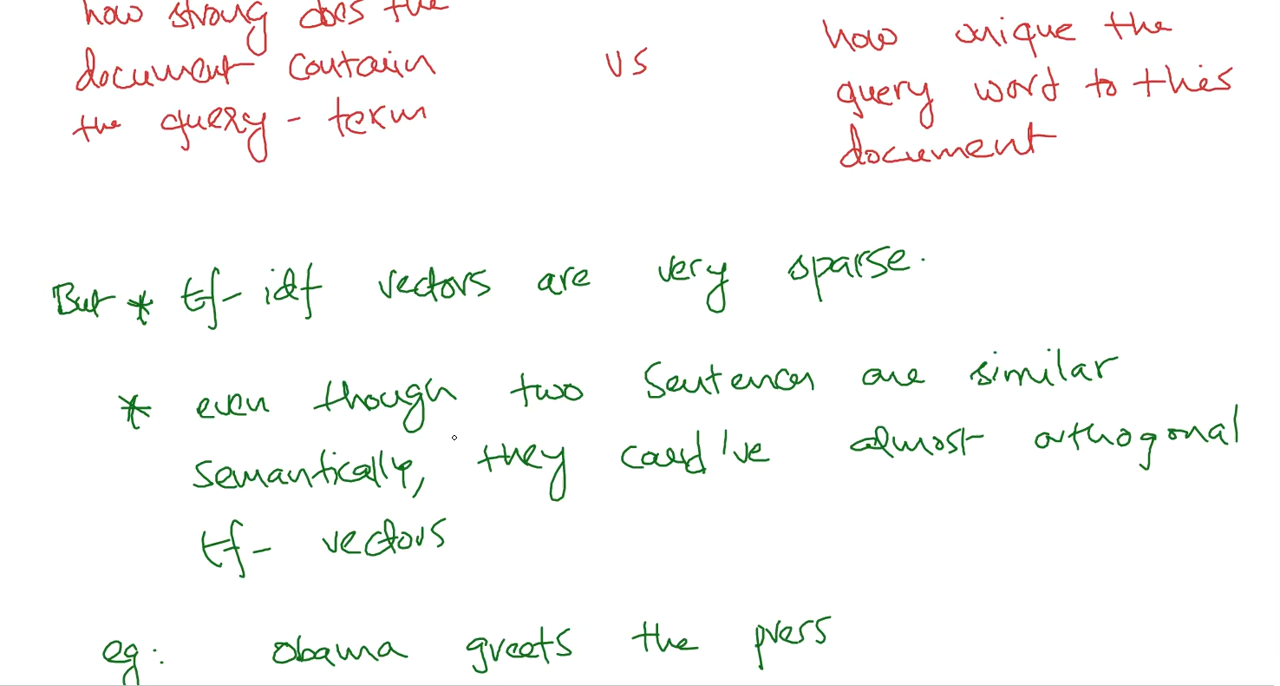 how strong does the
document contain
the query-term
vs
how unique the
query word to this
document
But * tf-idf vectors are very sparse.
* even though two sentences are similar
semantically, they could've almost orthogonal
tf- vectors
eg: obama greets the press